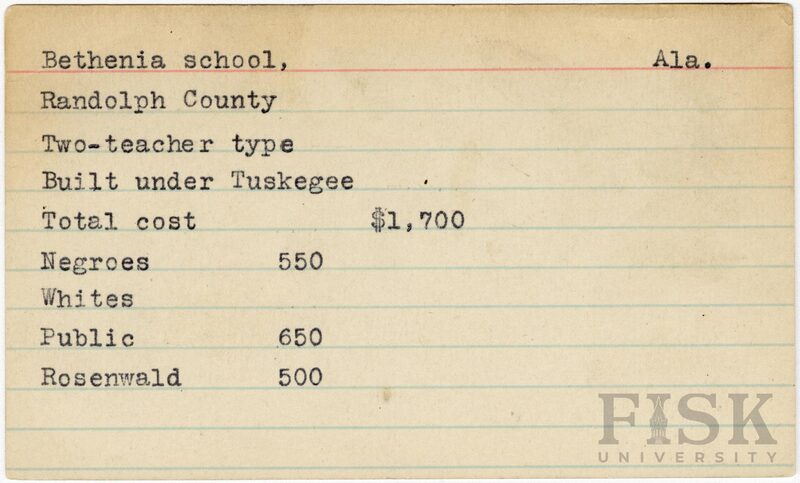 Bethenia school, Ala.
Randolph County
Two-teacher type
Built under Tuskegee
Total cost $1,700
Negroes 550
Whites
Public 650
Rosenwald 500
FISK
UNIVERSITY